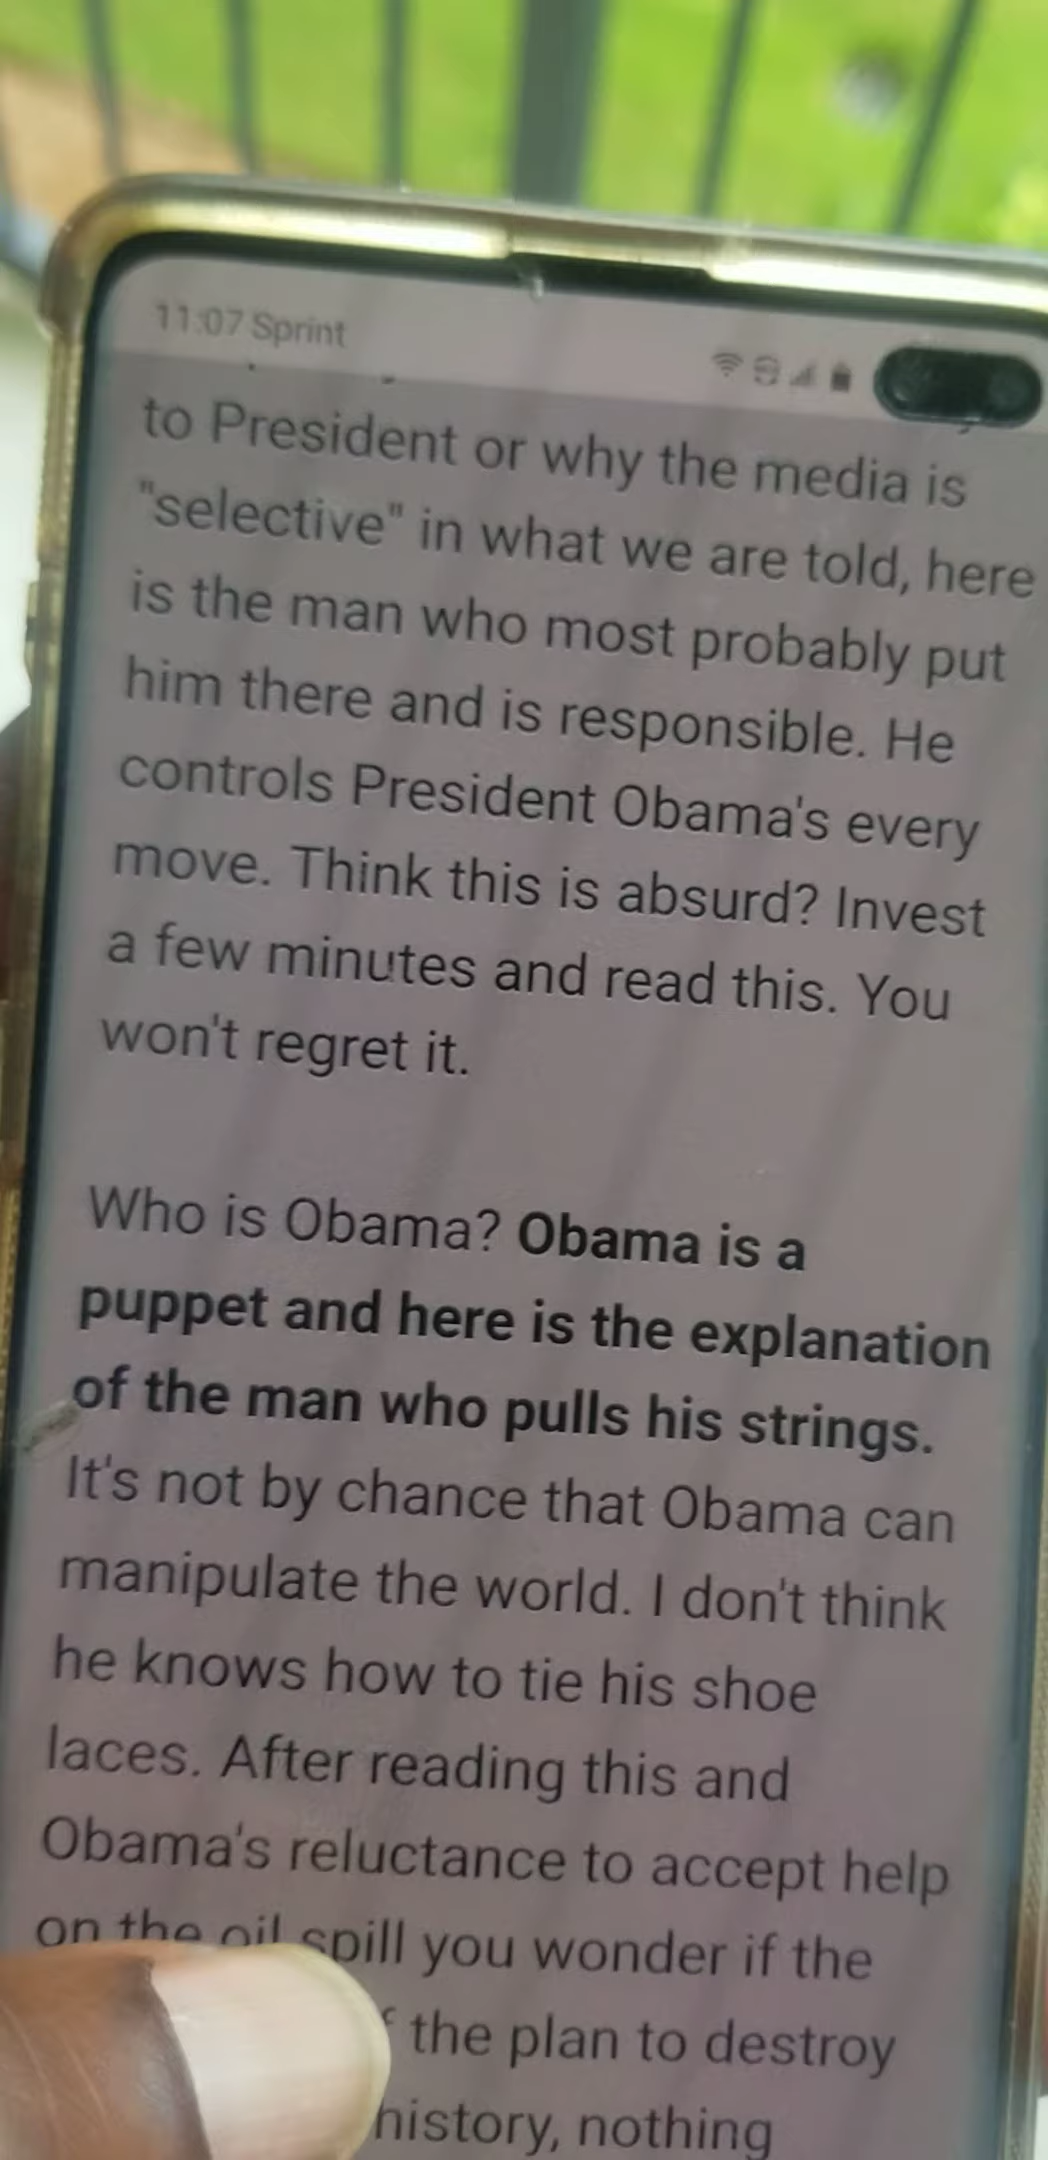 11:07 Sprint
to President or why the media is
"selective" in what we are told, here
is the man who most probably put
him there and is responsible. He
controls President Obama's every
move. Think this is absurd? Invest
a few minutes and read this. You
won't regret it.
Who is Obama? Obama is a
puppet and here is the explanation
of the man who pulls his strings.
It's not by chance that Obama can
manipulate the world. I don't think
he knows how to tie his shoe
laces. After reading this and
Obama's reluctance to accept help
on the oil spill you wonder if the
the plan to destroy
history, nothing